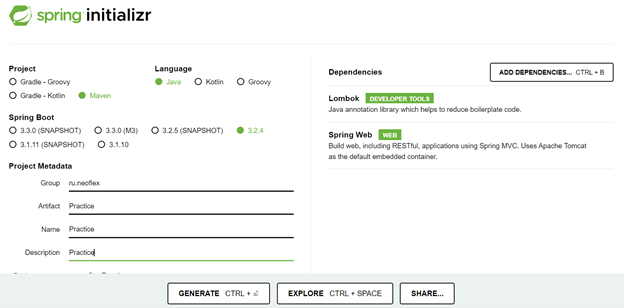 spring initializr
Project
Language
Gradle - Groovy
Java Kotlin Groovy
Gradle - Kotlin Maven
Spring Boot
3.3.0 (SNAPSHOT) 3.3.0 (M3) 3.2.5 (SNAPSHOT) 3.2.4
3.1.11 (SNAPSHOT) 3.1.10
Project Metadata
Group ru.neoflex
Artifact Practice
Name Practice
Description Practice
Dependencies
ADD DEPENDENCIES... CTRL + B
Lombok DEVELOPER TOOLS
Java annotation library which helps to reduce boilerplate code.
Spring Web WEB
Build web, including RESTful, applications using Spring MVC. Uses Apache Tomcat
as the default embedded container.
GENERATE CTRL + ⏎
EXPLORE CTRL + SPACE
SHARE...